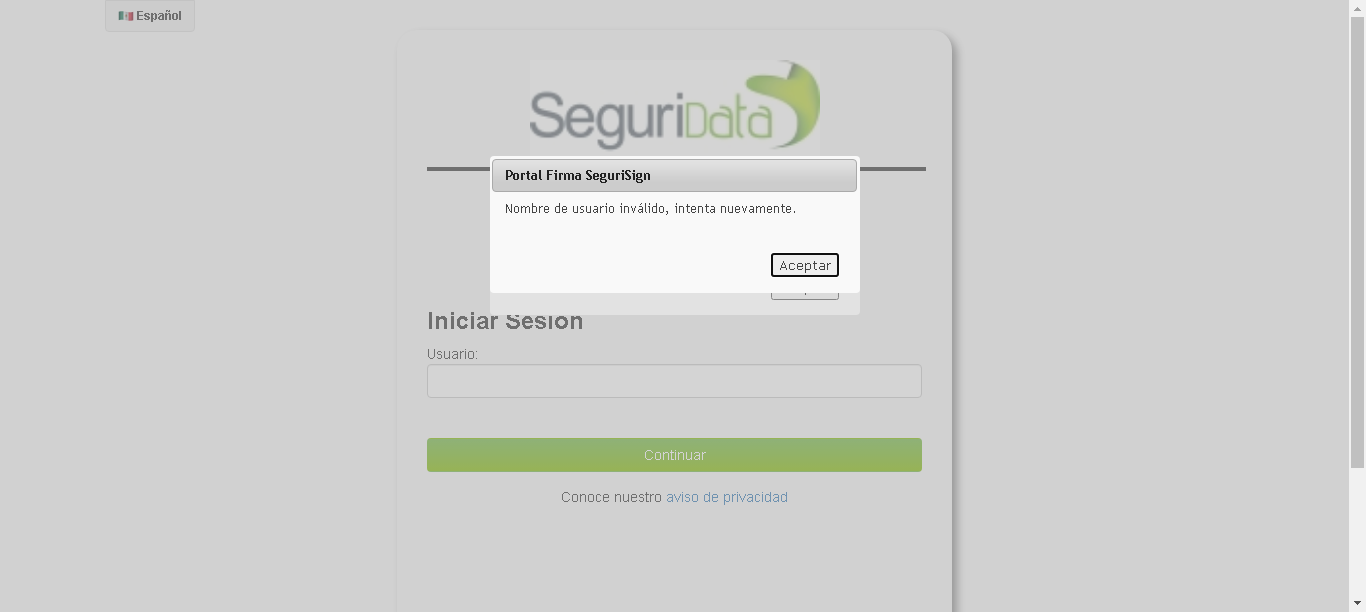 Español
SeguriData
Portal Firma SeguriSign
Nombre de usuario inválido, intenta nuevamente.
Aceptar
Iniciar Sesión
Usuario:
Continuar
Conoce nuestro aviso de privacidad